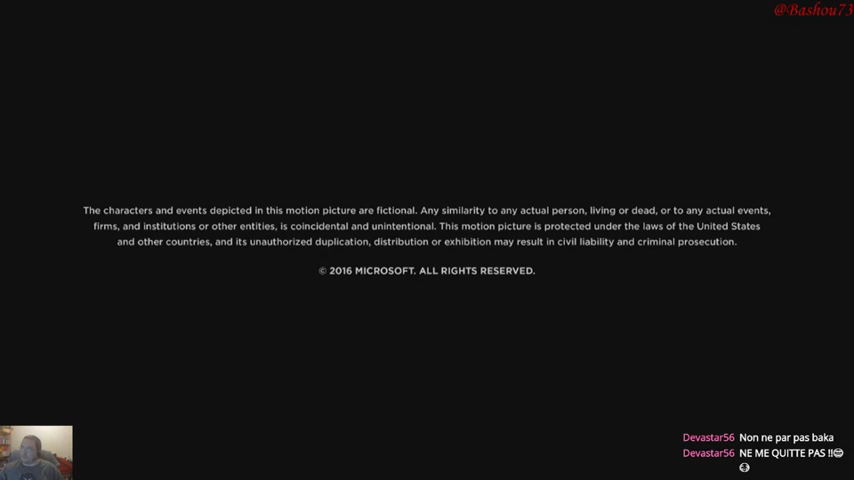 @Bashou73
The characters and events depicted in this motion picture are fictional. Any similarity to any actual person, living or dead, or to any actual events,
firms, and institutions or other entities, is coincidental and unintentional. This motion picture is protected under the laws of the United States
and other countries, and its unauthorized duplication, distribution or exhibition may result in civil liability and criminal prosecution.
© 2016 MICROSOFT. ALL RIGHTS RESERVED.
Devastar56 Non ne par pas baka
Devastar56 NE ME QUITTE PAS !!